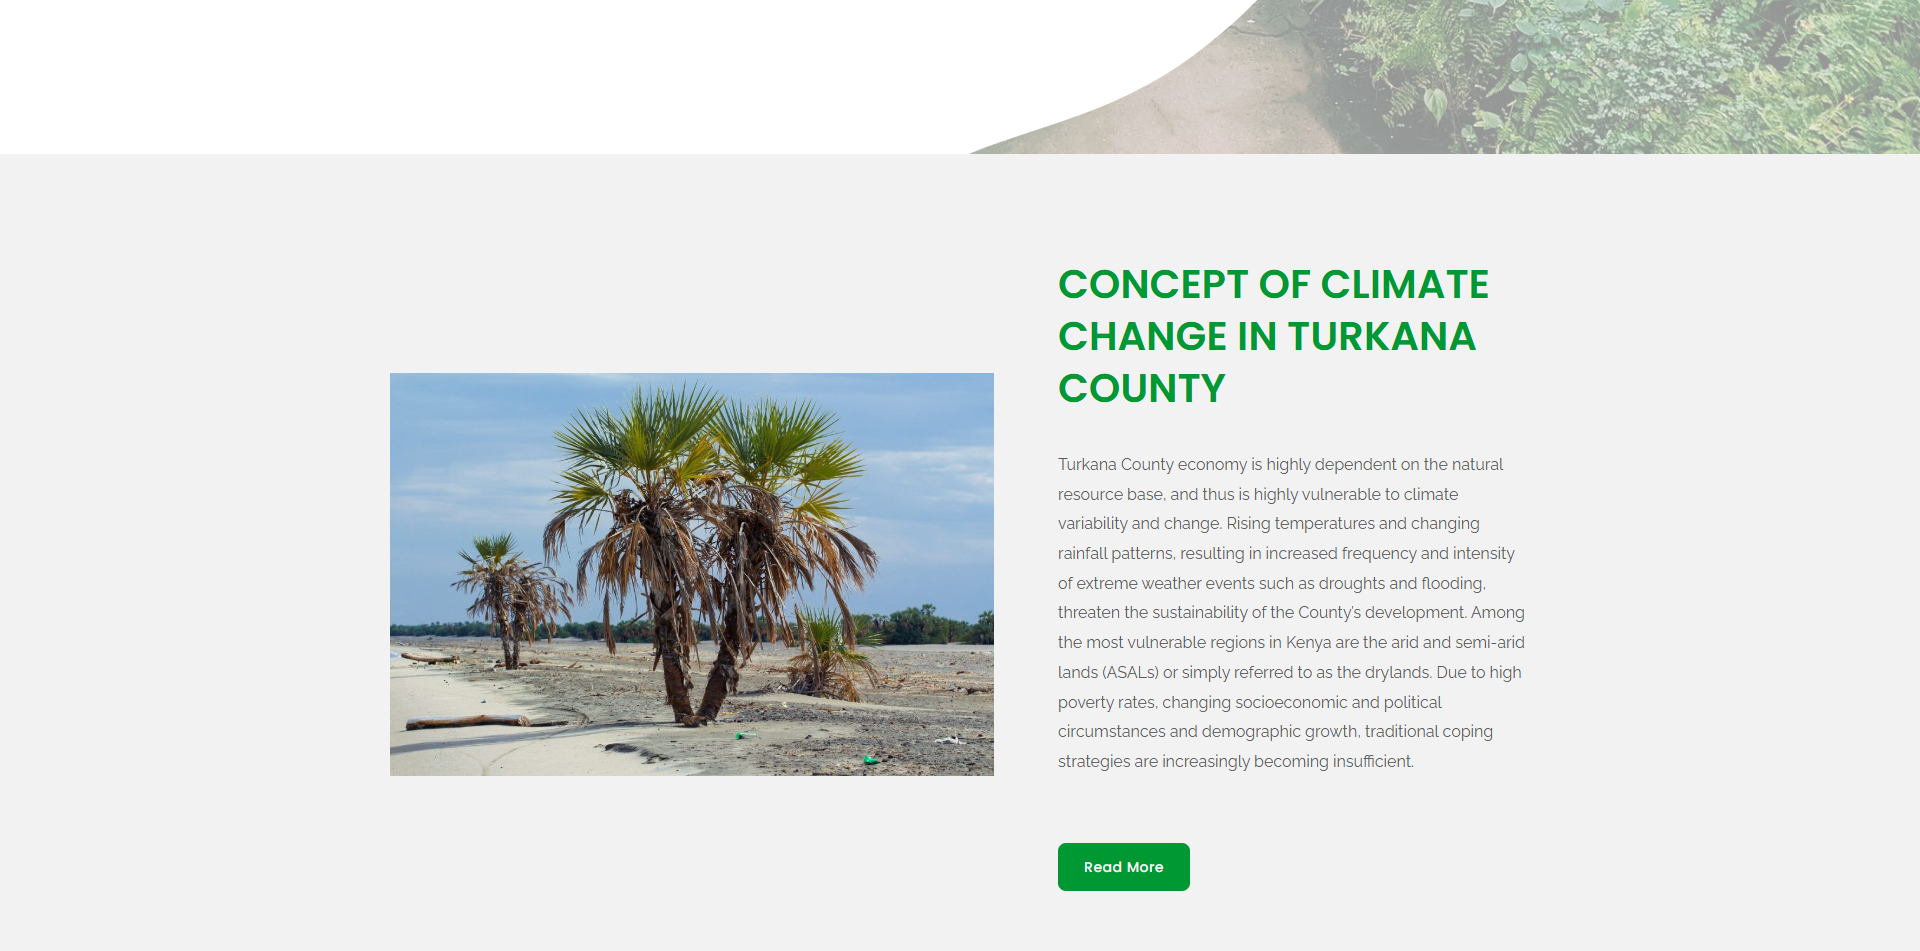 CONCEPT OF CLIMATE
CHANGE IN TURKANA
COUNTY
Turkana County economy is highly dependent on the natural
resource base, and thus is highly vulnerable to climate
variability and change. Rising temperatures and changing
rainfall patterns, resulting in increased frequency and intensity
of extreme weather events such as droughts and flooding,
threaten the sustainability of the County's development. Among
the most vulnerable regions in Kenya are the arid and semi-arid
lands (ASALs) or simply referred to as the drylands. Due to high
poverty rates, changing socioeconomic and political
circumstances and demographic growth, traditional coping
strategies are increasingly becoming insufficient.
Read More